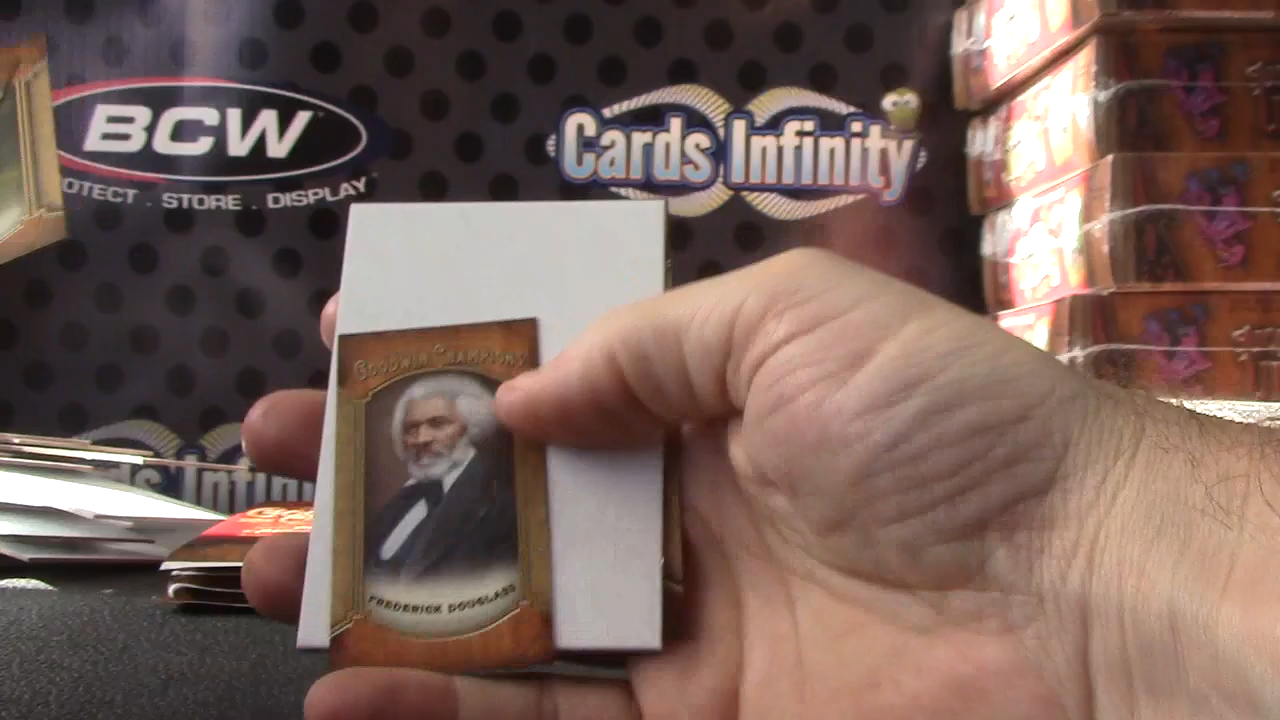 BCW
OTECT . STORE . DISPLAY
Cards Infinity
GOODWIN CHAMPIONS
FREDERICK DOUGLASS
ds Infini